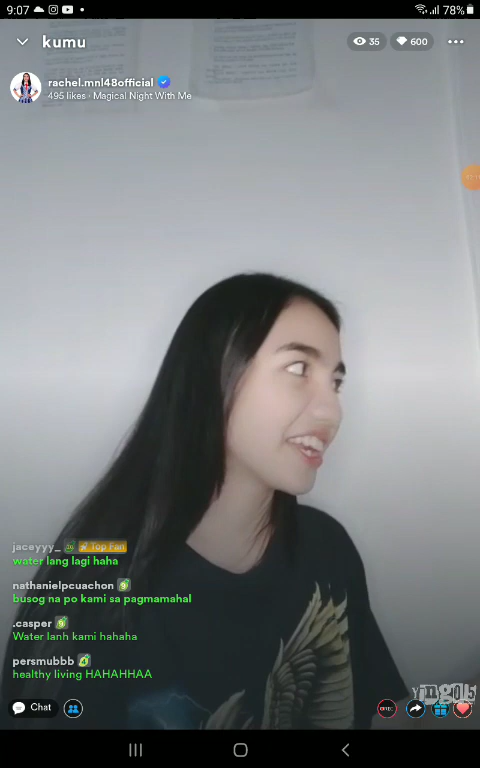 9:07
78%
kumu
35
600
rachel.mnl48official
495 likes · Magical Night With Me
jaceyyy_ Top Fan
water lang lagi haha
nathanielpcuachon
busog na po kami sa pagmamahal
.casper
Water lanh kami hahaha
persmubbb
healthy living HAHAHHAA
Chat